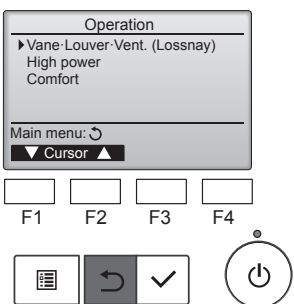 Operation
Vane·Louver·Vent. (Lossnay)
High power
Comfort
Main menu:
Cursor
F1 F2 F3 F4